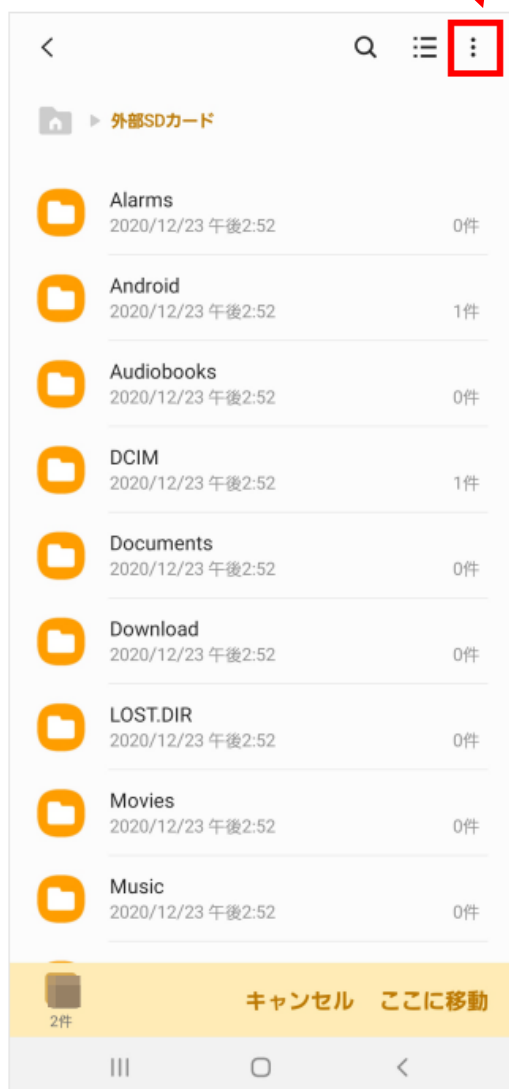 外部SDカード
Alarms
2020/12/23 午後2:52 0件
Android
2020/12/23 午後2:52 1件
Audiobooks
2020/12/23 午後2:52 0件
DCIM
2020/12/23 午後2:52 1件
Documents
2020/12/23 午後2:52 0件
Download
2020/12/23 午後2:52 0件
LOST.DIR
2020/12/23 午後2:52 0件
Movies
2020/12/23 午後2:52 0件
Music
2020/12/23 午後2:52 0件
キャンセル ここに移動
2件